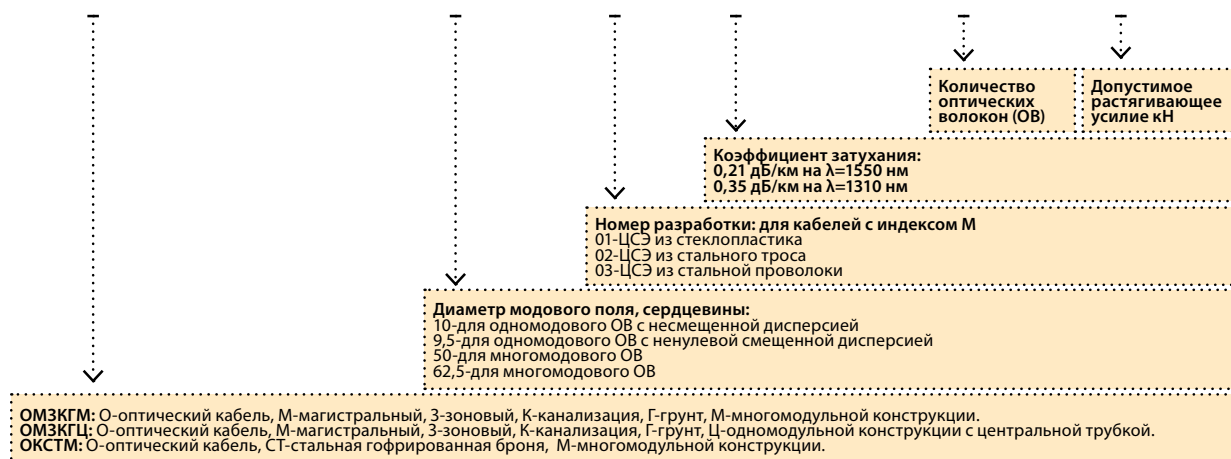 Количество
оптических
волокон (ОВ)
Допустимое
растягивающее
усилие кН
Коэффициент затухания:
0,21 дБ/км на λ=1550 нм
0,35 дБ/км на λ=1310 нм
Номер разработки: для кабелей с индексом М
01-ЦСЭ из стеклопластика
02-ЦСЭ из стального троса
03-ЦСЭ из стальной проволоки
Диаметр модового поля, сердцевины:
10-для одномодового ОВ с несмещенной дисперсией
9,5-для одномодового ОВ с ненулевой смещенной дисперсией
50-для многомодового ОВ
62,5-для многомодового ОВ
ОМЗКГМ: О-оптический кабель, М-магистральный, З-зоновый, К-канализация, Г-грунт, М-многомодульной конструкции.
ОМЗКГЦ: О-оптический кабель, М-магистральный, З-зоновый, К-канализация, Г-грунт, Ц-одномодульной конструкции с центральной трубкой.
ОКСТМ: О-оптический кабель, СТ-стальная гофрированная броня, М-многомодульной конструкции.